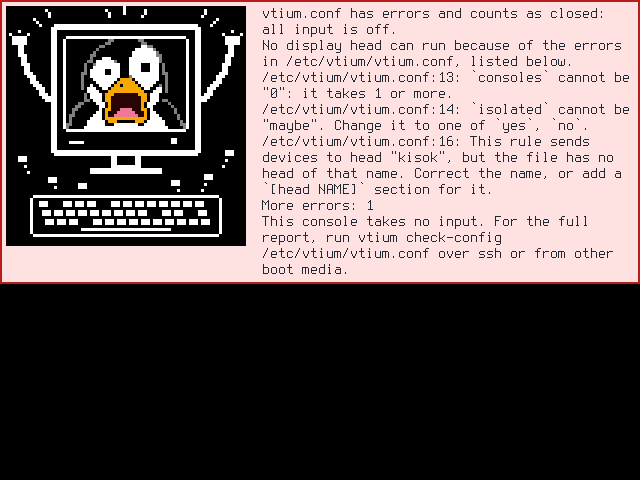 vtium.conf has errors and counts as closed:
all input is off.
No display head can run because of the errors
in /etc/vtium/vtium.conf, listed below.
/etc/vtium/vtium.conf:13: `consoles` cannot be
"0": it takes 1 or more.
/etc/vtium/vtium.conf:14: `isolated` cannot be
"maybe". Change it to one of `yes`, `no`.
/etc/vtium/vtium.conf:16: This rule sends
devices to head "kisok", but the file has no
head of that name. Correct the name, or add a
`[head NAME]` section for it.
More errors: 1
This console takes no input. For the full
report, run vtium check-config
/etc/vtium/vtium.conf over ssh or from other
boot media.